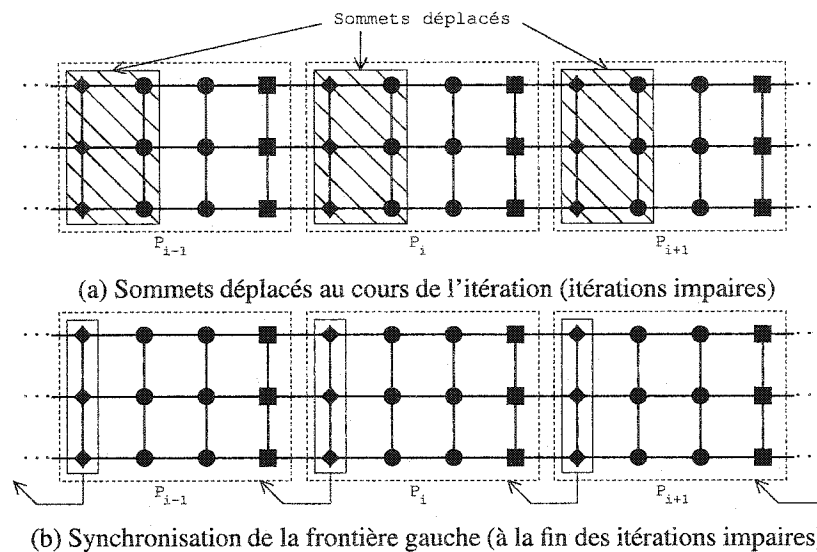 Sommets déplacés
P_{i-1} P_i P_{i+1}
(a) Sommets déplacés au cours de l'itération (itérations impaires)
P_{i-1} P_i P_{i+1}
(b) Synchronisation de la frontière gauche (à la fin des itérations impaires